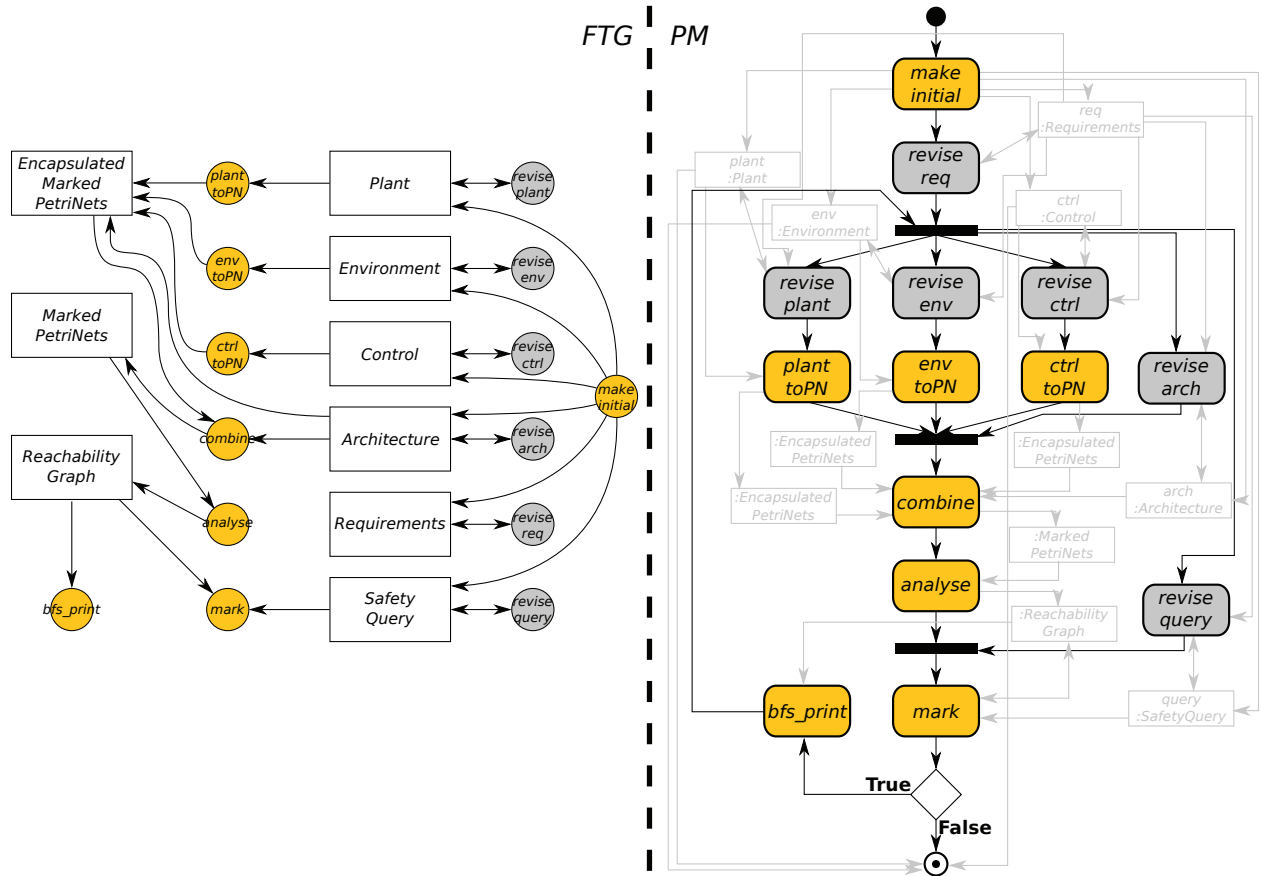 FTG
PM
Encapsulated
Marked
PetriNets
plant
toPN
Plant
revise
plant
env
toPN
Environment
revise
env
Marked
PetriNets
ctrl
toPN
Control
revise
ctrl
make
initial
combine
Architecture
revise
arch
Reachability
Graph
analyse
Requirements
revise
req
bfs_print
mark
Safety
Query
revise
query
make
initial
req
:Requirements
revise
req
plant
:Plant
env
:Environment
ctrl
:Control
revise
plant
revise
env
revise
ctrl
plant
toPN
env
toPN
ctrl
toPN
revise
arch
:Encapsulated
PetriNets
:Encapsulated
PetriNets
:Encapsulated
PetriNets
combine
arch
:Architecture
:Marked
PetriNets
analyse
:Reachability
Graph
revise
query
bfs_print
mark
query
:SafetyQuery
True
False